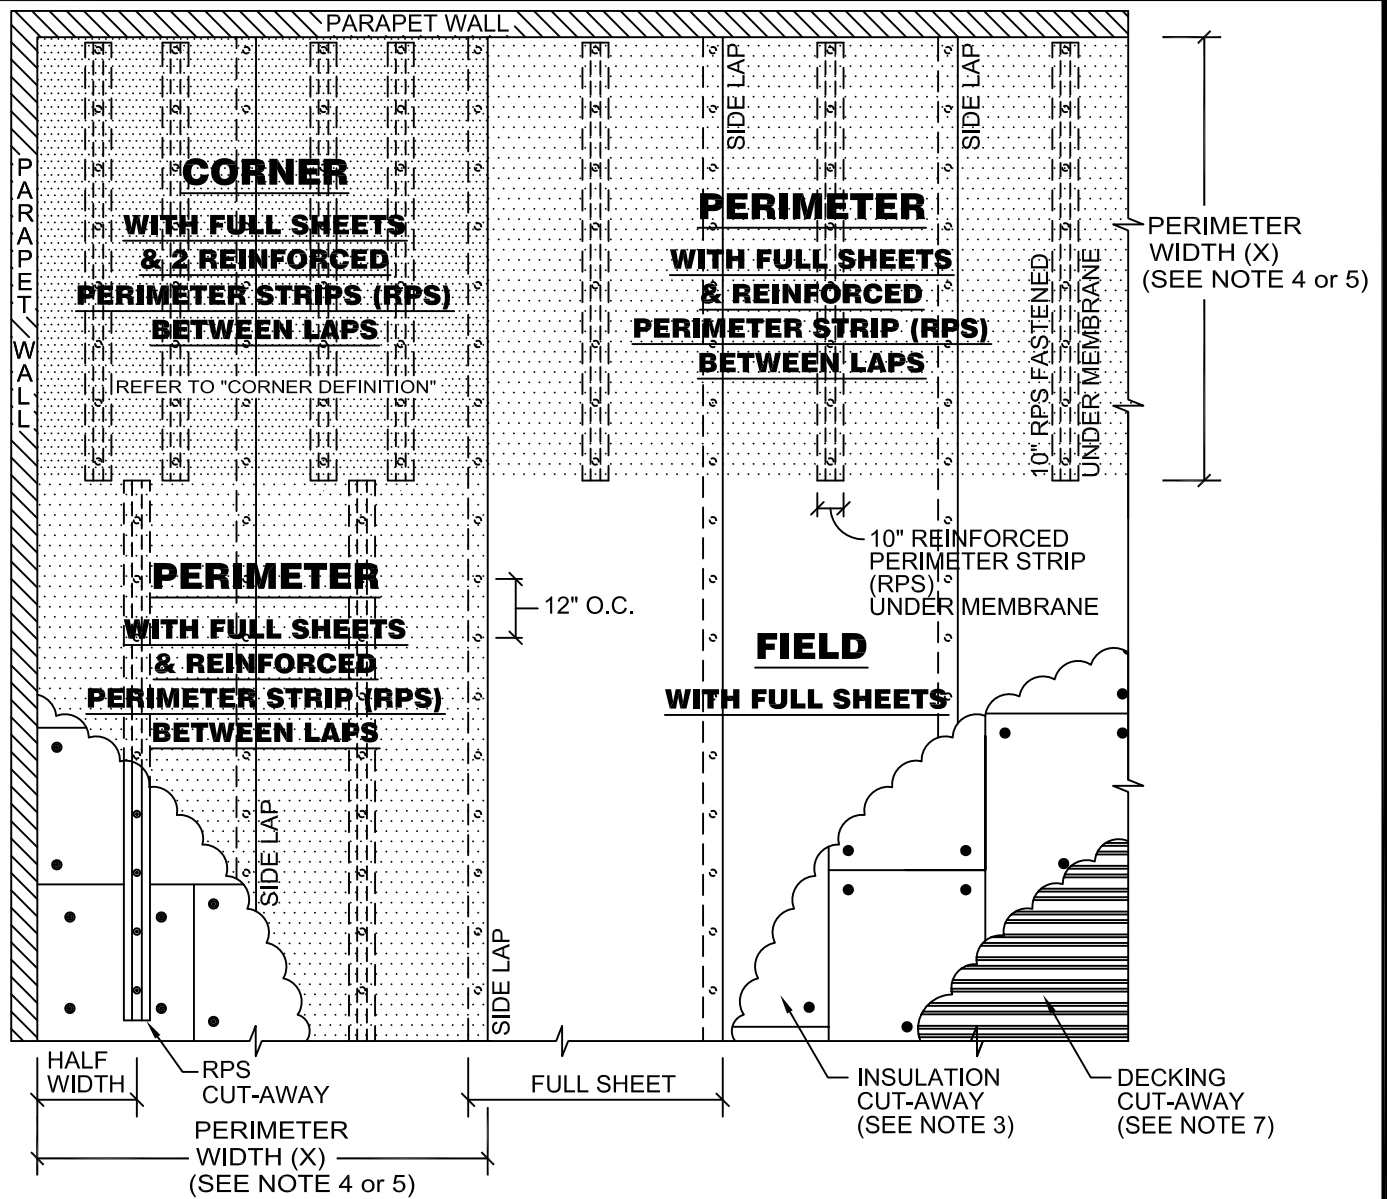 PARAPET WALL
PARAPET WALL
SIDE LAP
SIDE LAP
CORNER
WITH FULL SHEETS
& 2 REINFORCED
PERIMETER STRIPS (RPS)
BETWEEN LAPS
REFER TO "CORNER DEFINITION"
PERIMETER
WITH FULL SHEETS
& REINFORCED
PERIMETER STRIP (RPS)
BETWEEN LAPS
10" RPS FASTENED
UNDER MEMBRANE
PERIMETER
WIDTH (X)
(SEE NOTE 4 or 5)
10" REINFORCED
PERIMETER STRIP
(RPS)
UNDER MEMBRANE
12" O.C.
PERIMETER
WITH FULL SHEETS
& REINFORCED
PERIMETER STRIP (RPS)
BETWEEN LAPS
FIELD
WITH FULL SHEETS
SIDE LAP
SIDE LAP
HALF
WIDTH
RPS
CUT-AWAY
FULL SHEET
INSULATION
CUT-AWAY
(SEE NOTE 3)
DECKING
CUT-AWAY
(SEE NOTE 7)
PERIMETER
WIDTH (X)
(SEE NOTE 4 or 5)